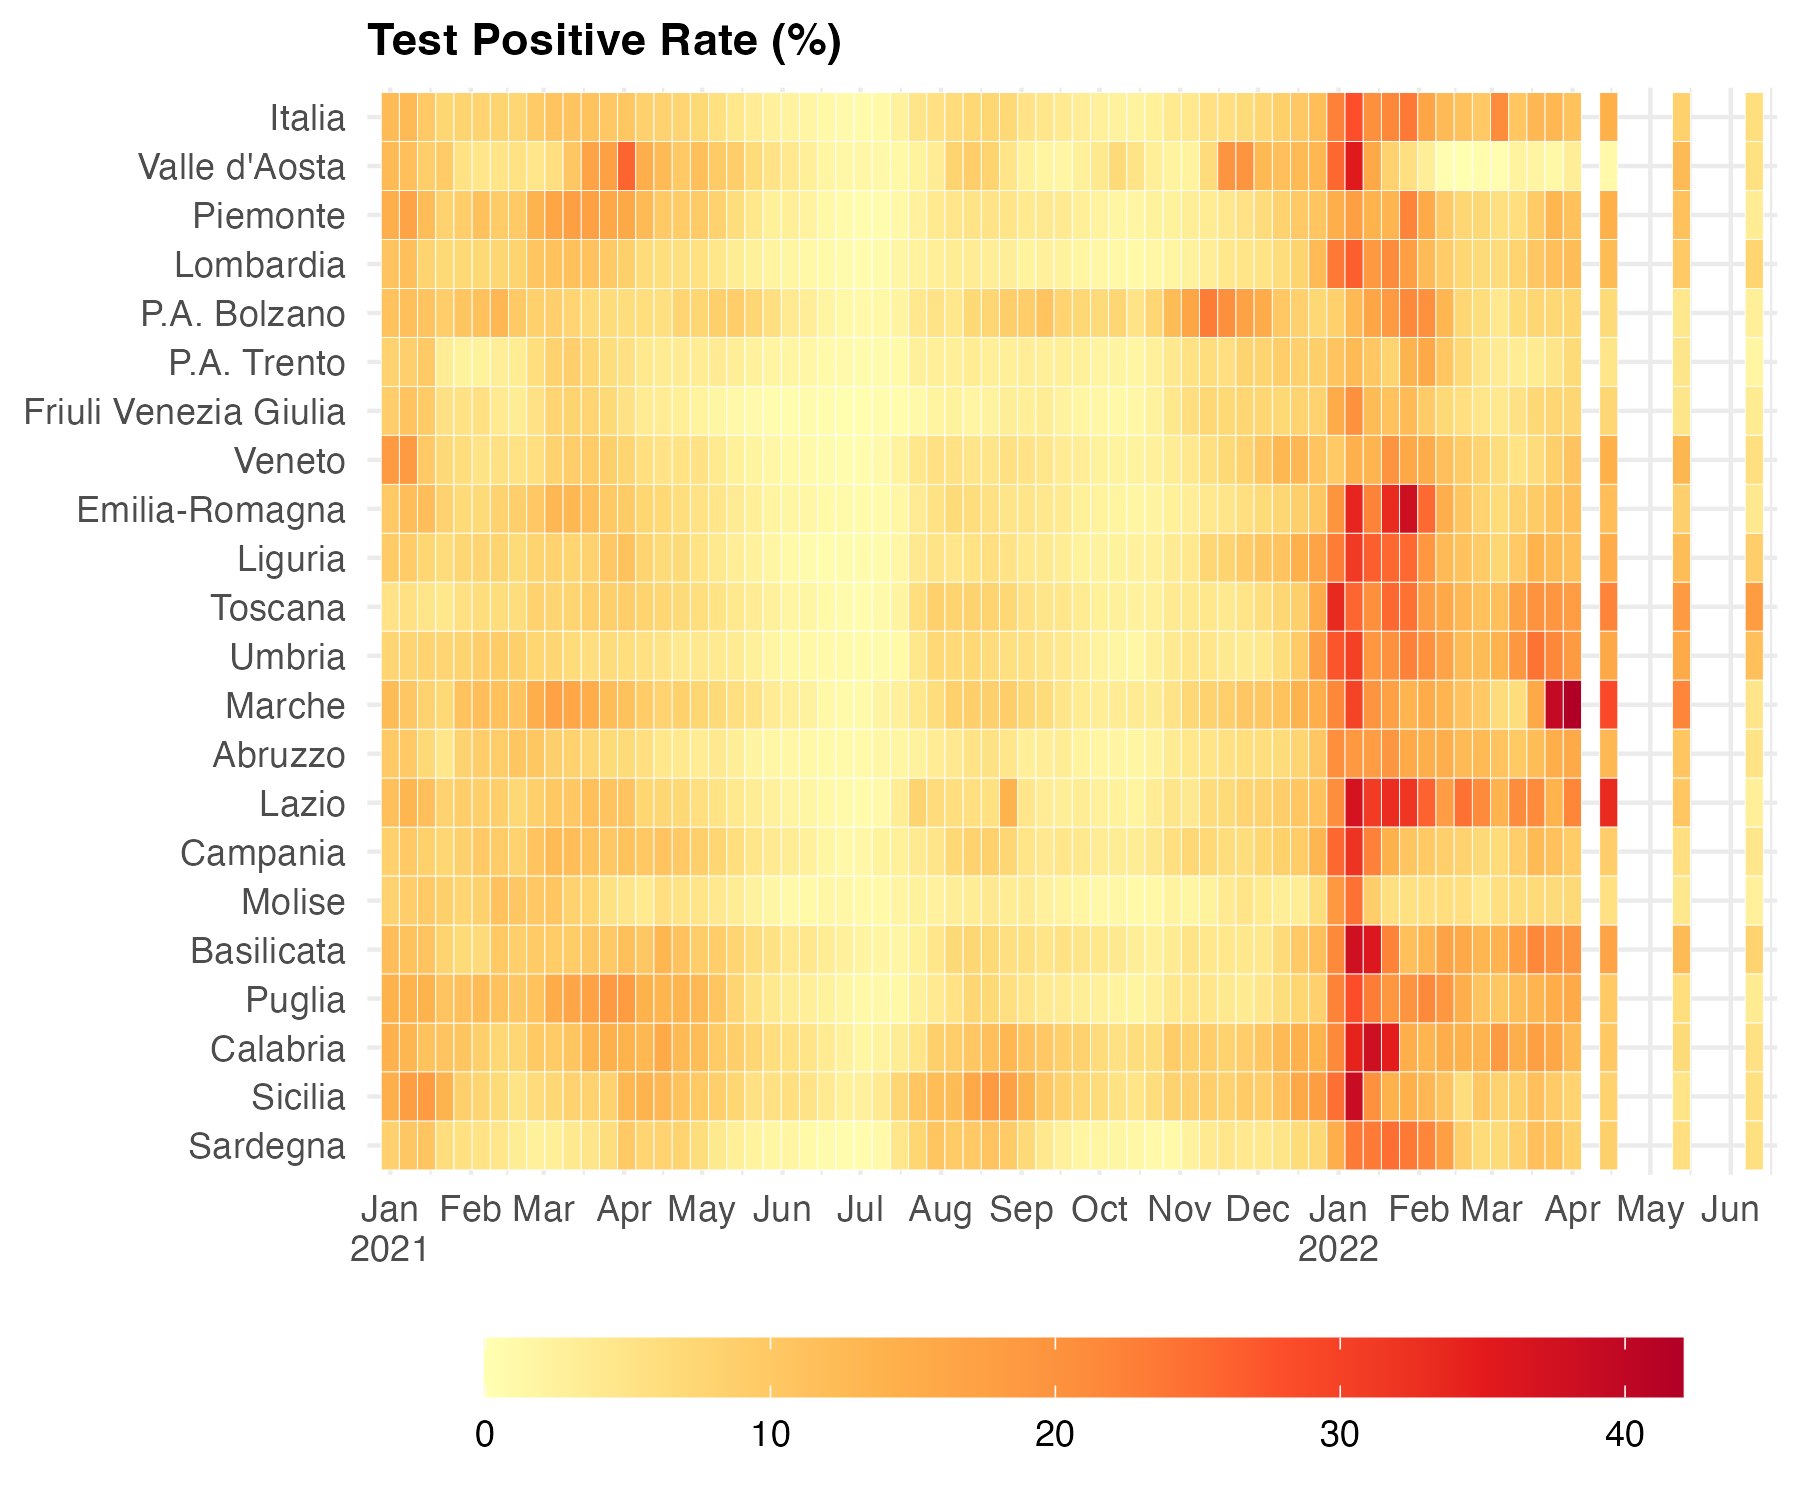 Test Positive Rate (%)
Italia
Valle d'Aosta
Piemonte
Lombardia
P.A. Bolzano
P.A. Trento
Friuli Venezia Giulia
Veneto
Emilia-Romagna
Liguria
Toscana
Umbria
Marche
Abruzzo
Lazio
Campania
Molise
Basilicata
Puglia
Calabria
Sicilia
Sardegna
Jan Feb Mar Apr May Jun Jul Aug Sep Oct Nov Dec Jan Feb Mar Apr May Jun
2021 2022
0 10 20 30 40